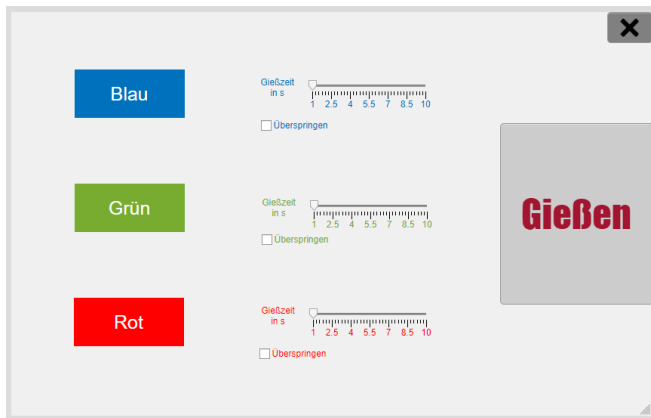 Blau
Gießzeit
in s
1 2.5 4 5.5 7 8.5 10
Überspringen
Grün
Gießzeit
in s
1 2.5 4 5.5 7 8.5 10
Überspringen
Gießen
Rot
Gießzeit
in s
1 2.5 4 5.5 7 8.5 10
Überspringen